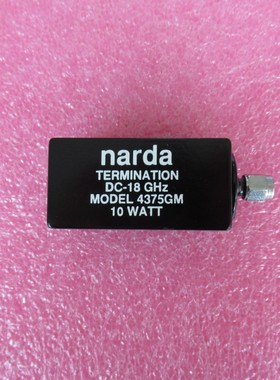 narda
TERMINATION
DC-18 GHz
MODEL 4375GM
10 WATT